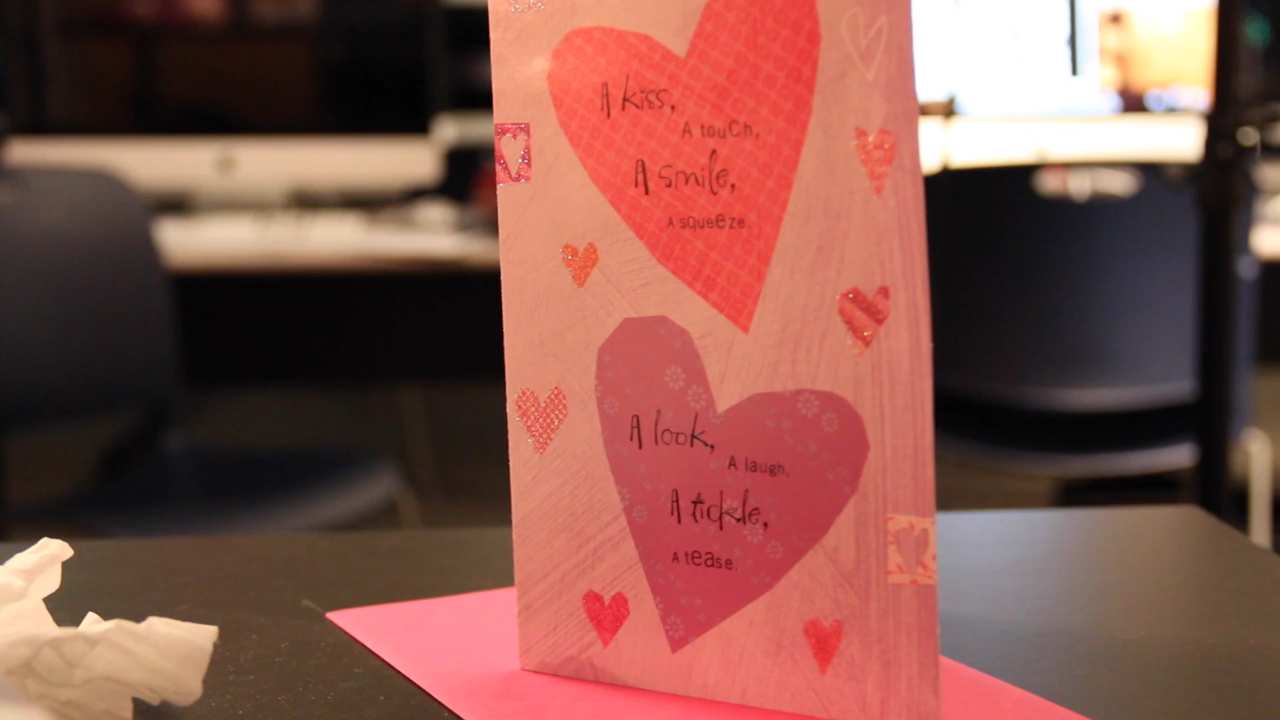 A kiss,
A touch,
A smile,
A squeeze.
A look,
A laugh,
A tickle,
A tease.